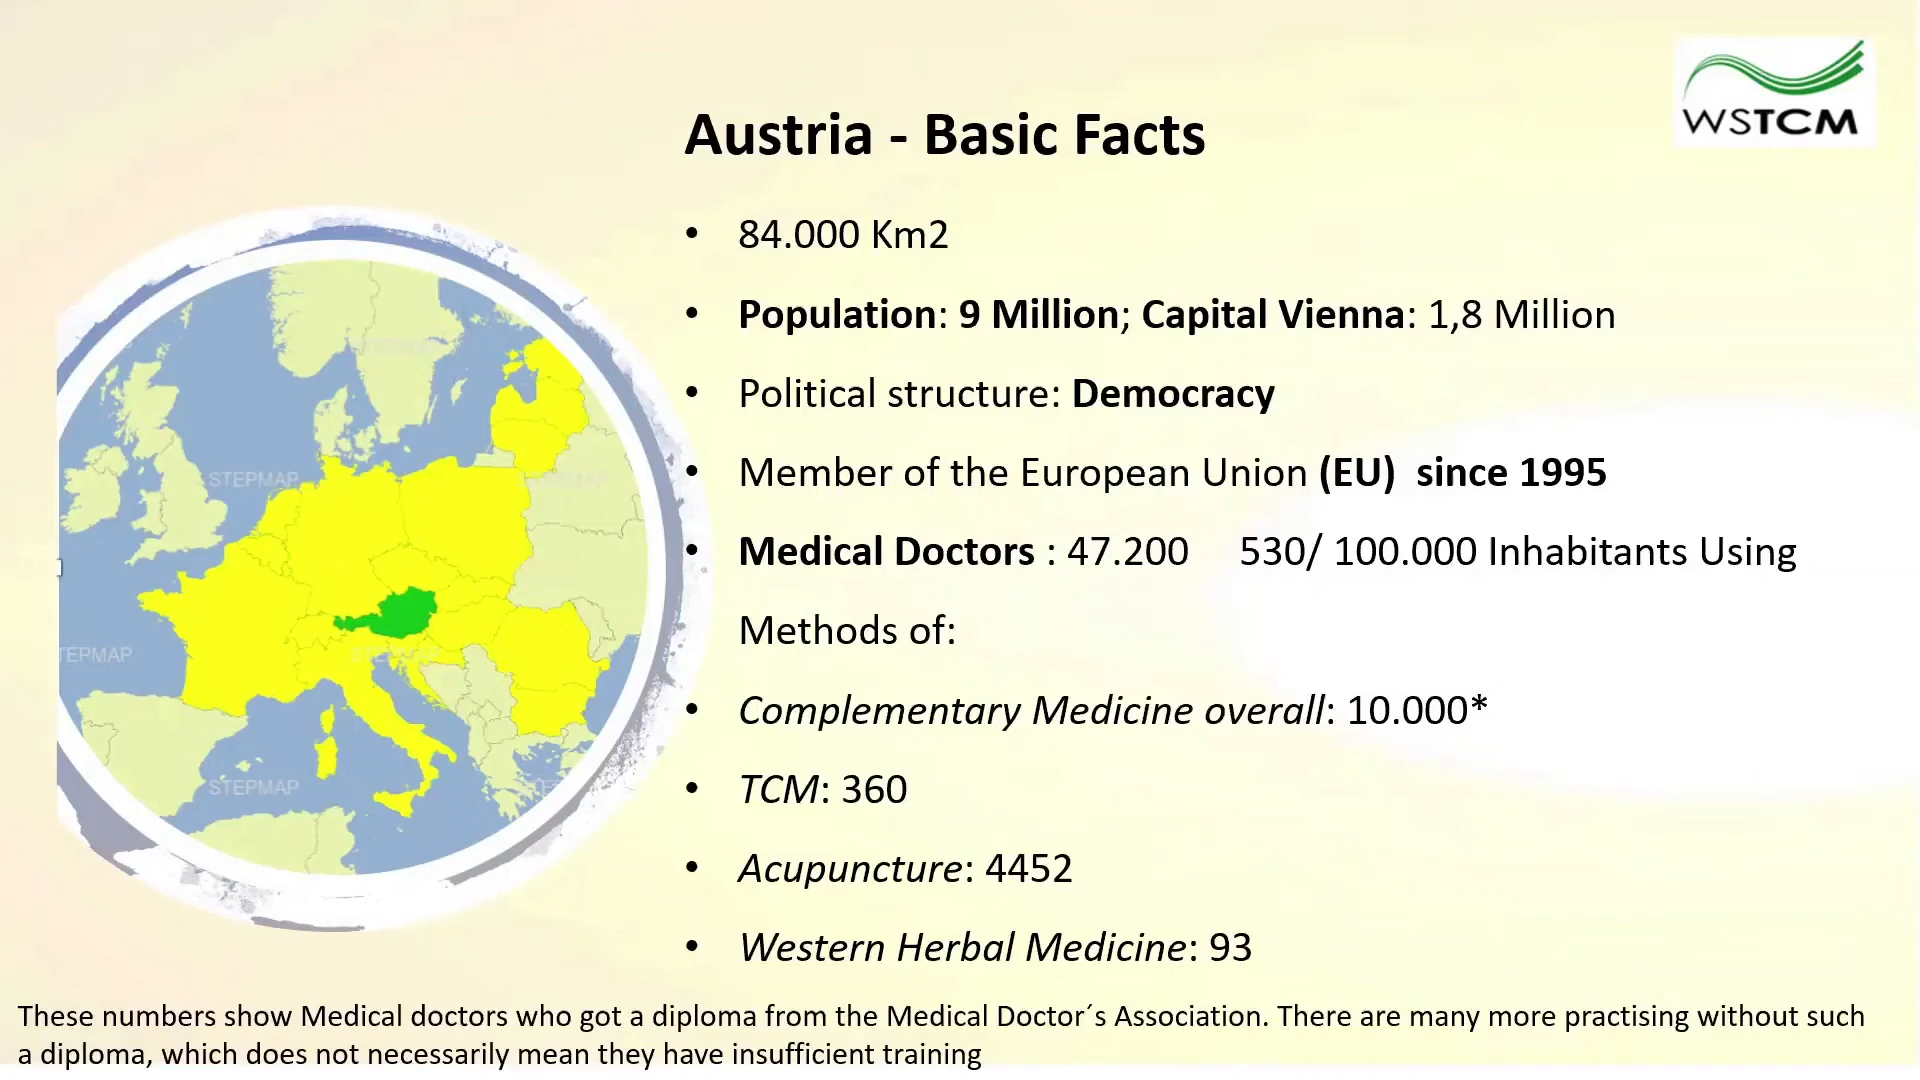 WSTCM
Austria - Basic Facts
• 84.000 Km2
• Population: 9 Million; Capital Vienna: 1,8 Million
• Political structure: Democracy
• Member of the European Union (EU) since 1995
• Medical Doctors : 47.200 530/ 100.000 Inhabitants Using
Methods of:
• Complementary Medicine overall: 10.000*
• TCM: 360
• Acupuncture: 4452
• Western Herbal Medicine: 93
STEPMAP
TEPMAP
STEPMAP
STEPMAP
These numbers show Medical doctors who got a diploma from the Medical Doctor´s Association. There are many more practising without such
a diploma, which does not necessarily mean they have insufficient training